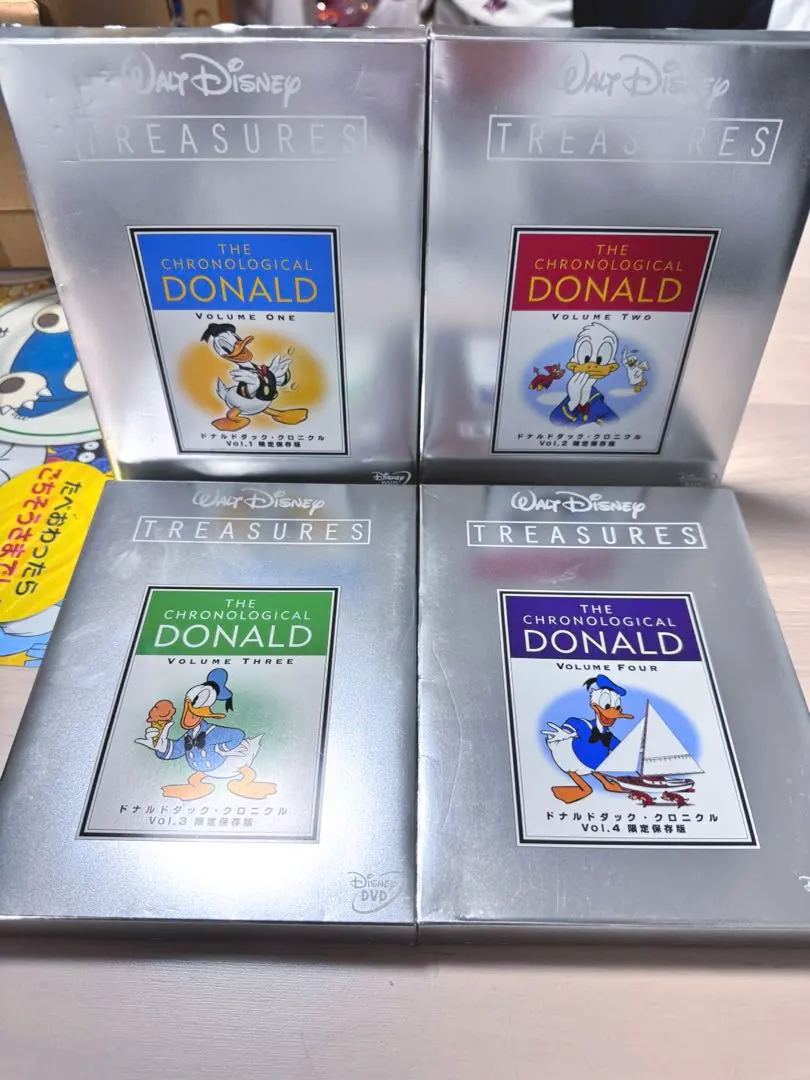 WALT DISNEY
TREASURES
THE
CHRONOLOGICAL
DONALD
VOLUME ONE
ドナルドダック・クロニクル
Vol.1 限定保存版
DISNEY
WALT DISNEY
TREASURES
THE
CHRONOLOGICAL
DONALD
VOLUME TWO
ドナルドダック・クロニクル
Vol.2 限定保存版
たべおわったら
ごちそうさまで
WALT DISNEY
TREASURES
THE
CHRONOLOGICAL
DONALD
VOLUME THREE
ドナルドダック・クロニクル
Vol.3 限定保存版
DISNEY
DVD
WALT DISNEY
TREASURES
THE
CHRONOLOGICAL
DONALD
VOLUME FOUR
ドナルドダック・クロニクル
Vol.4 限定保存版